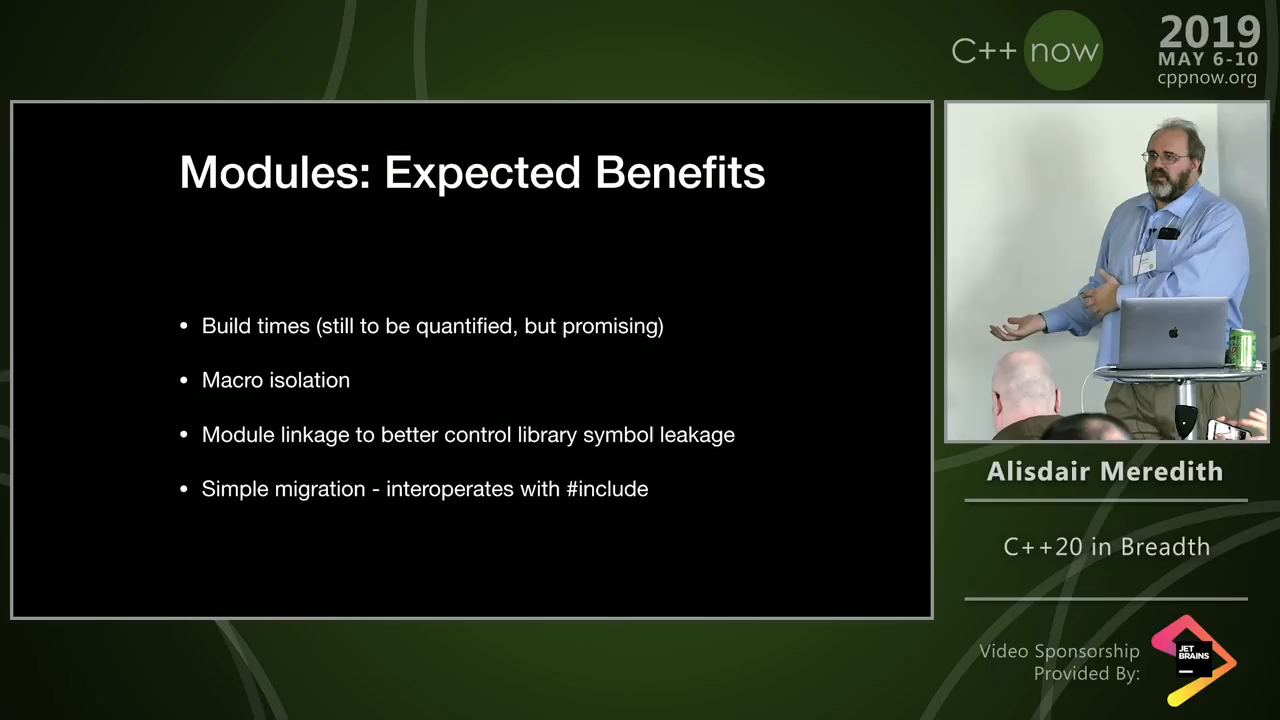 C++ now
2019
MAY 6-10
cppnow.org
Modules: Expected Benefits
• Build times (still to be quantified, but promising)
• Macro isolation
• Module linkage to better control library symbol leakage
• Simple migration - interoperates with #include
Alisdair Meredith
C++20 in Breadth
Video Sponsorship
Provided By:
JET
BRAINS